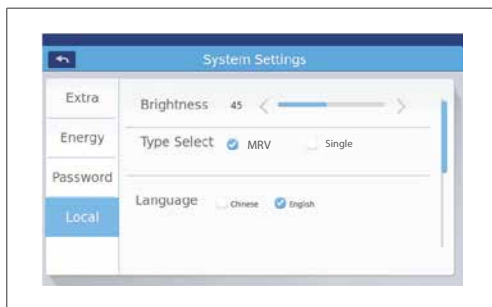 System Settings
Extra
Energy
Password
Local
Brightness 45
Type Select MRV Single
Language Chinese English